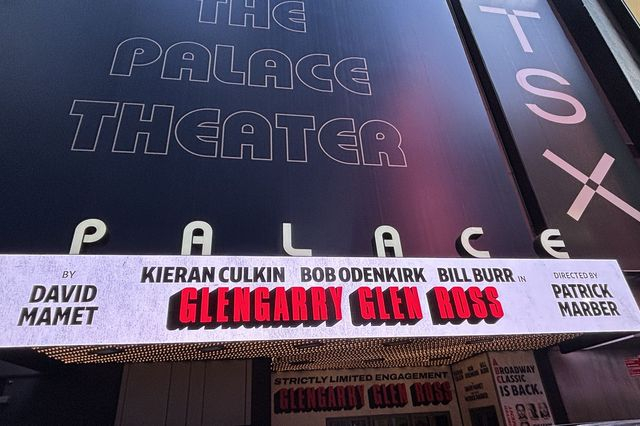 THE
PALACE
THEATER
TSX
PALACE
BY
DAVID
MAMET
KIERAN CULKIN BOB ODENKIRK BILL BURR IN
GLENGARRY GLEN ROSS
DIRECTED BY
PATRICK
MARBER
STRICTLY LIMITED ENGAGEMENT
GLENGARRY GLEN ROSS
A
BROADWAY
CLASSIC
IS BACK.